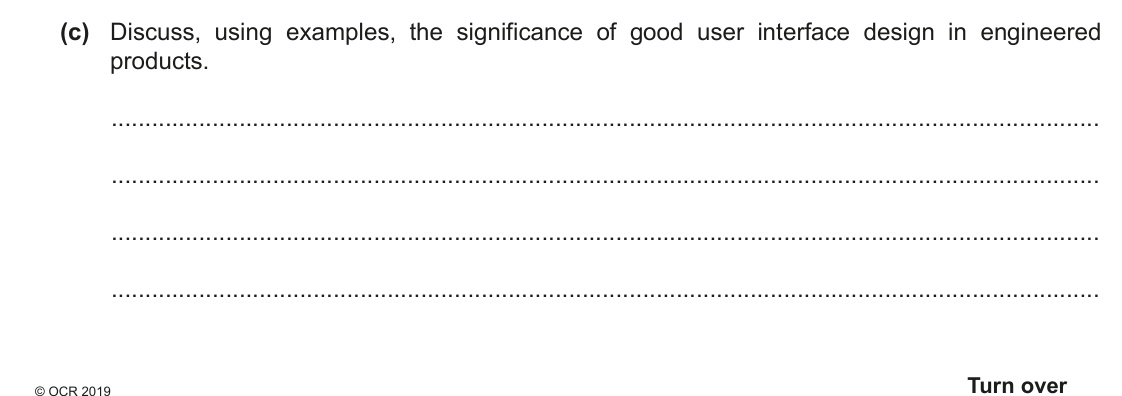 (c) Discuss, using examples, the significance of good user interface design in engineered
products.
© OCR 2019
Turn over